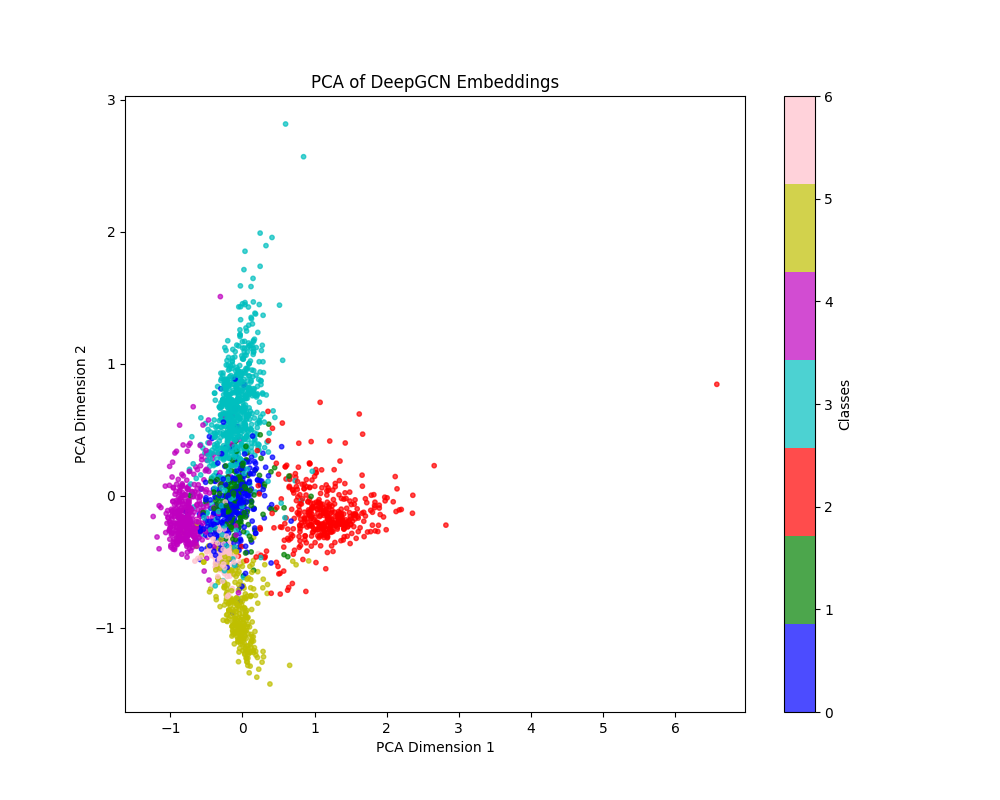 PCA of DeepGCN Embeddings
3
2
1
0
−1
PCA Dimension 2
−1 0 1 2 3 4 5 6
PCA Dimension 1
6
5
4
3
2
1
0
Classes